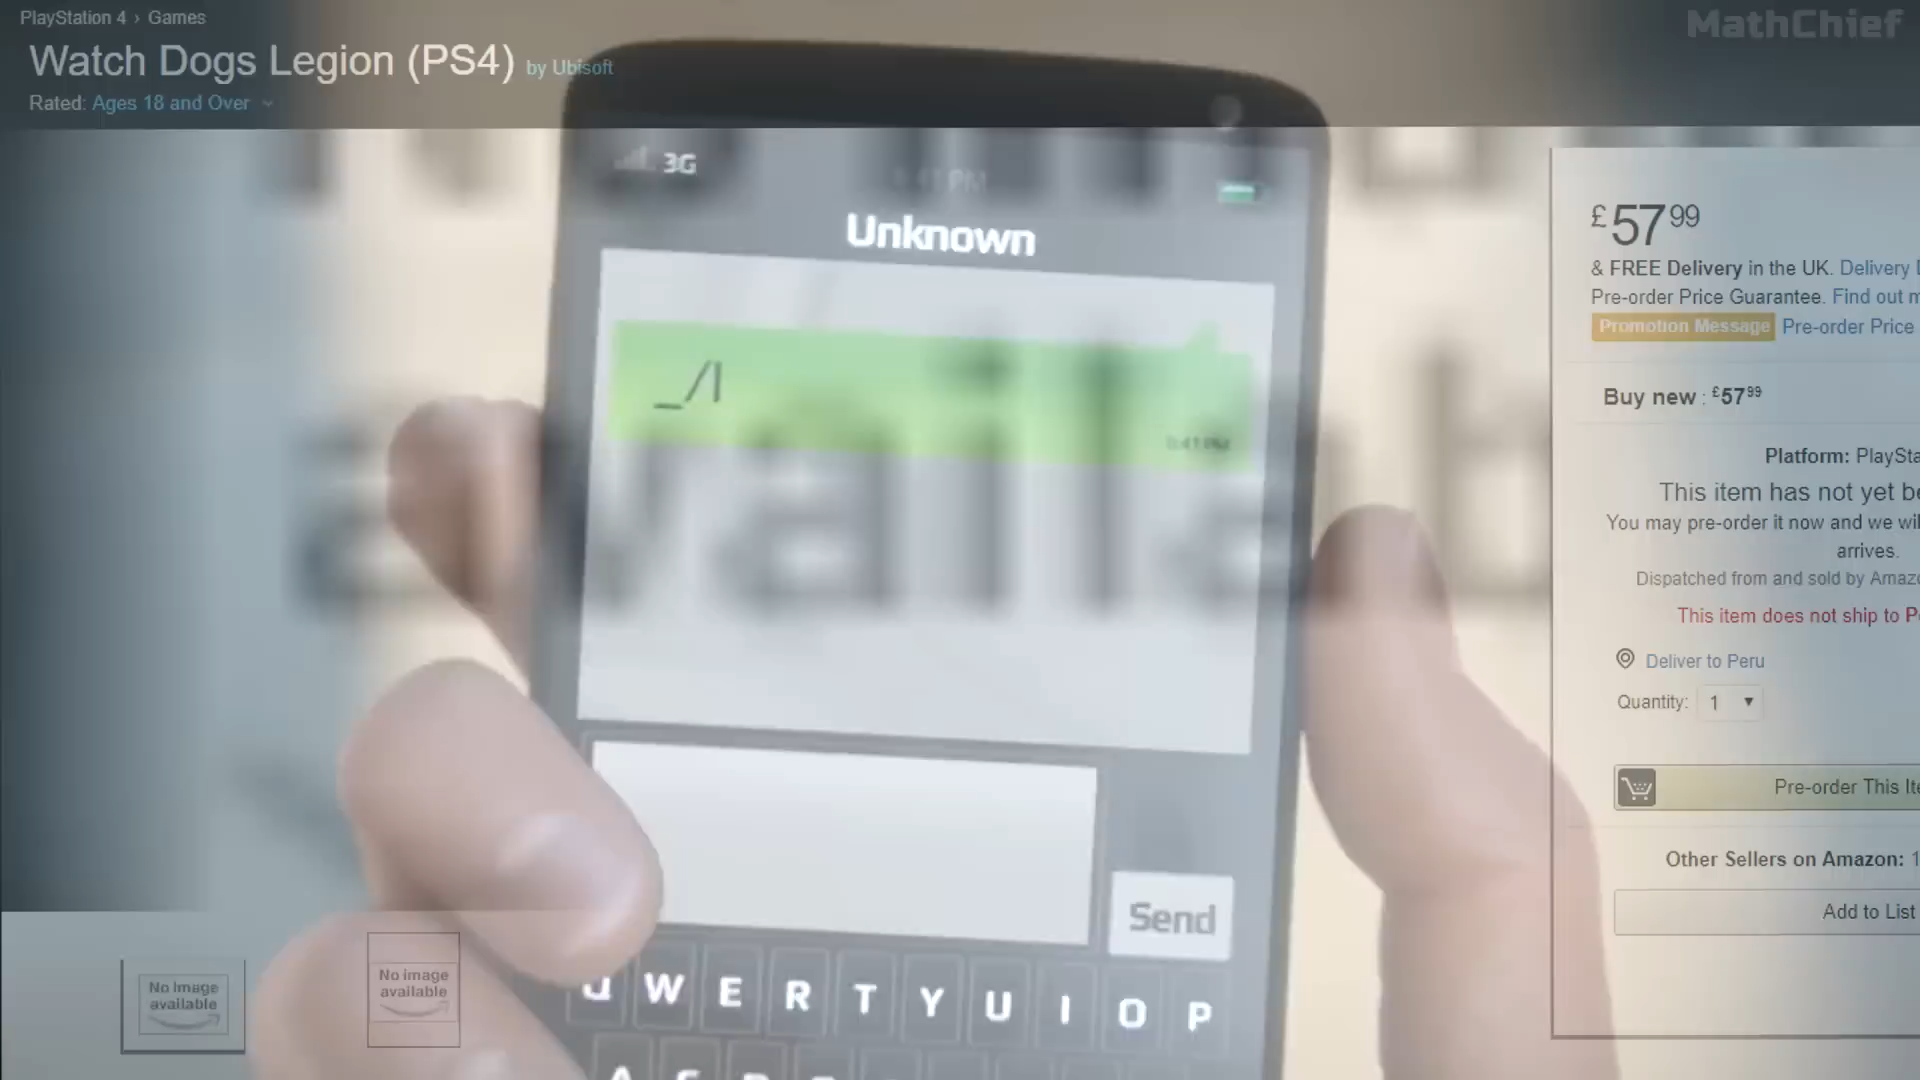 PlayStation 4 › Games
MathChief
Watch Dogs Legion (PS4) by Ubisoft
Rated: Ages 18 and Over
3G
Unknown
_/l
£57 99
& FREE Delivery in the UK. Delivery
Pre-order Price Guarantee. Find out
Promotion Message Pre-order Price
Buy new : £57 99
Platform:
This item has not yet
You may pre-order it now and we
arrives.
Dispatched from and sold by
This item does not ship to
Deliver to Peru
Quantity: 1
Pre-order This
Other Sellers on Amazon: 1
Add to List
Send
No image
available
No image
available
W E R T Y U I O P